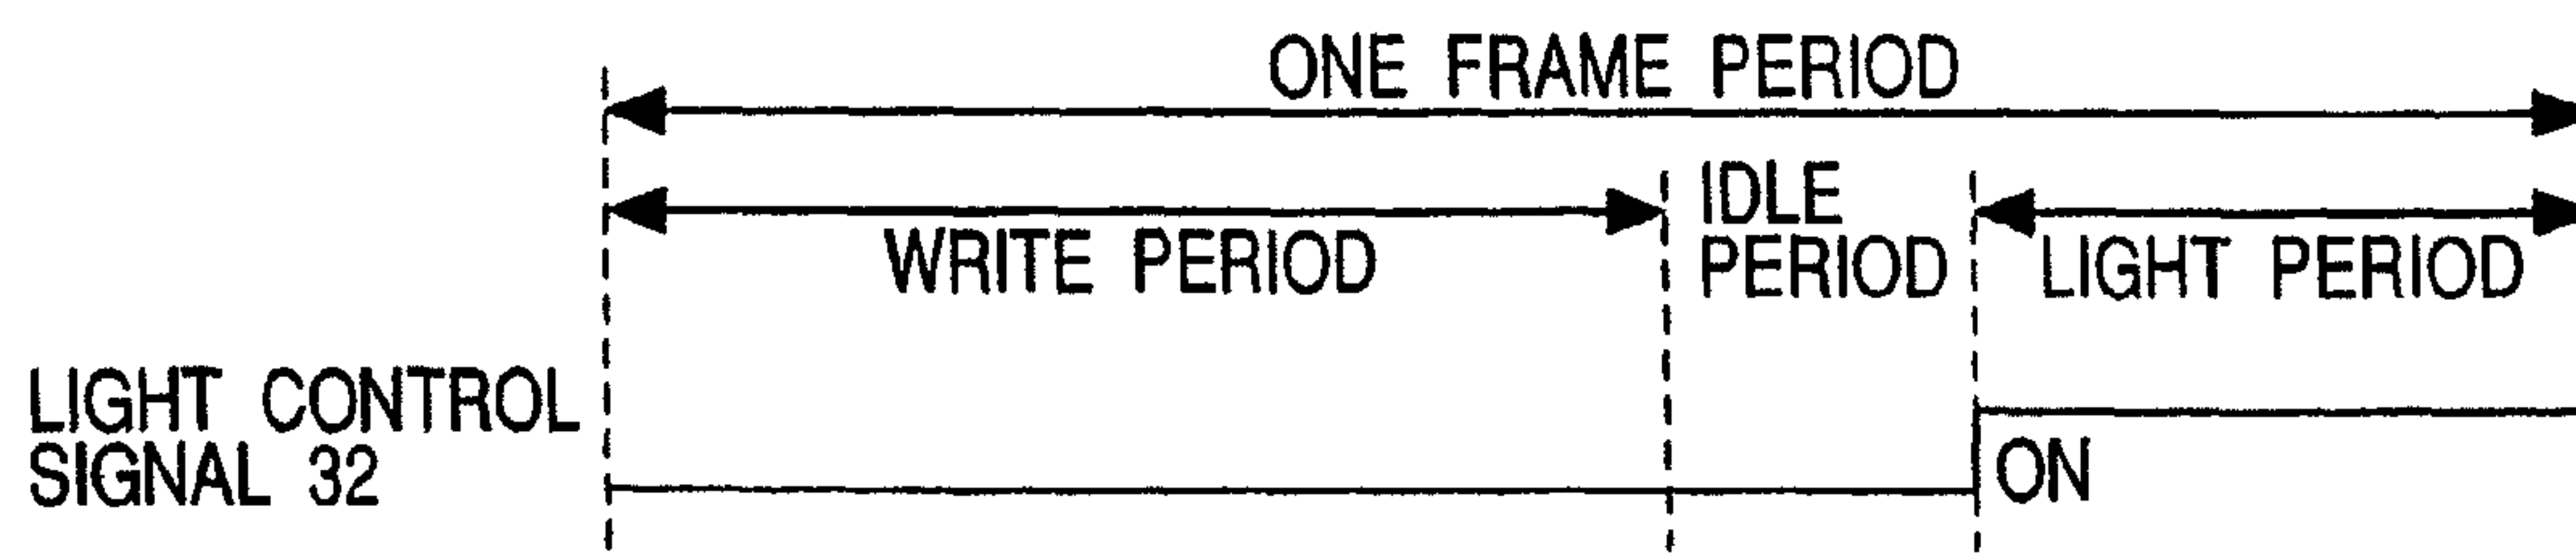 ONE FRAME PERIOD
IDLE
PERIOD
WRITE PERIOD
LIGHT PERIOD
LIGHT CONTROL
SIGNAL 32
ON